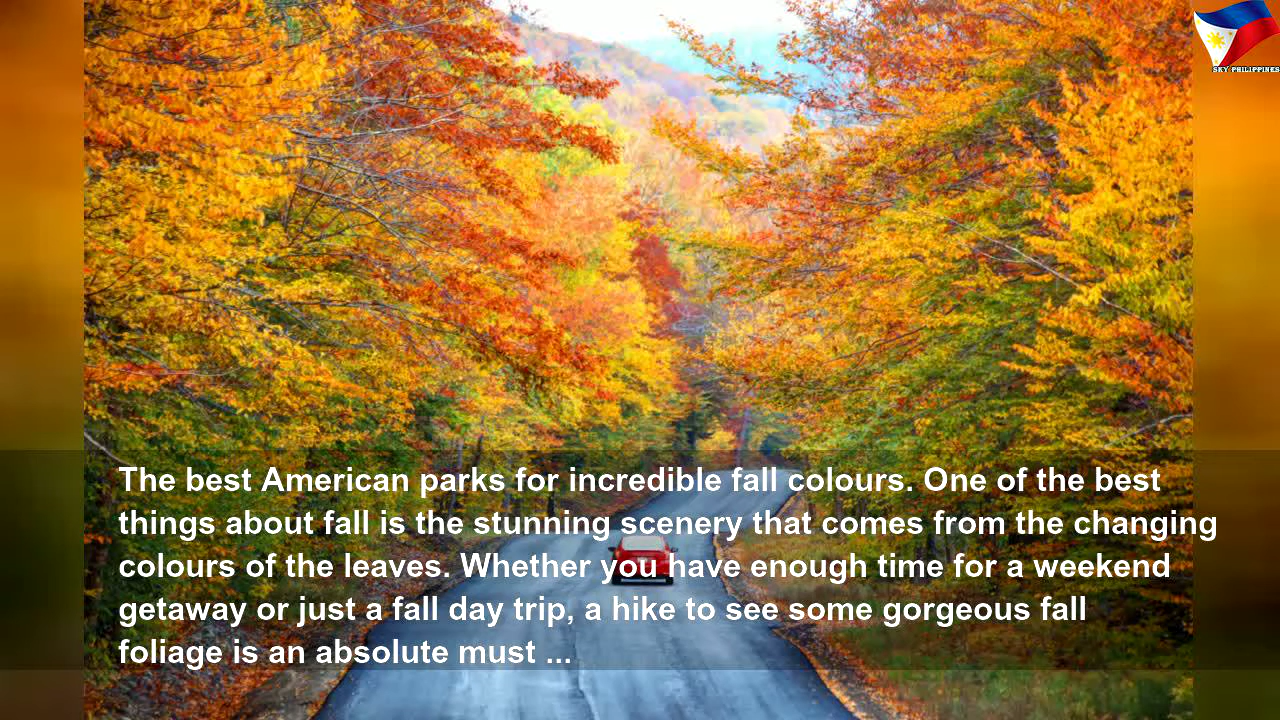 SKY PHILIPPINES
The best American parks for incredible fall colours. One of the best
things about fall is the stunning scenery that comes from the changing
colours of the leaves. Whether you have enough time for a weekend
getaway or just a fall day trip, a hike to see some gorgeous fall
foliage is an absolute must ...